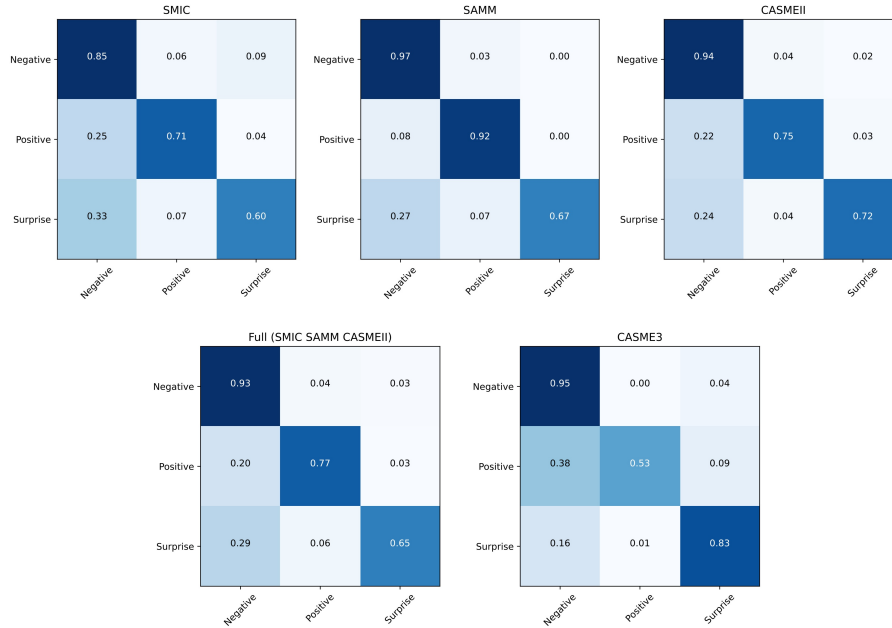 SMIC
Negative 0.85 0.06 0.09
Positive 0.25 0.71 0.04
Surprise 0.33 0.07 0.60
Negative Positive Surprise
SAMM
Negative 0.97 0.03 0.00
Positive 0.08 0.92 0.00
Surprise 0.27 0.07 0.67
Negative Positive Surprise
CASMEII
Negative 0.94 0.04 0.02
Positive 0.22 0.75 0.03
Surprise 0.24 0.04 0.72
Negative Positive Surprise
Full (SMIC SAMM CASMEII)
Negative 0.93 0.04 0.03
Positive 0.20 0.77 0.03
Surprise 0.29 0.06 0.65
Negative Positive Surprise
CASME3
Negative 0.95 0.00 0.04
Positive 0.38 0.53 0.09
Surprise 0.16 0.01 0.83
Negative Positive Surprise